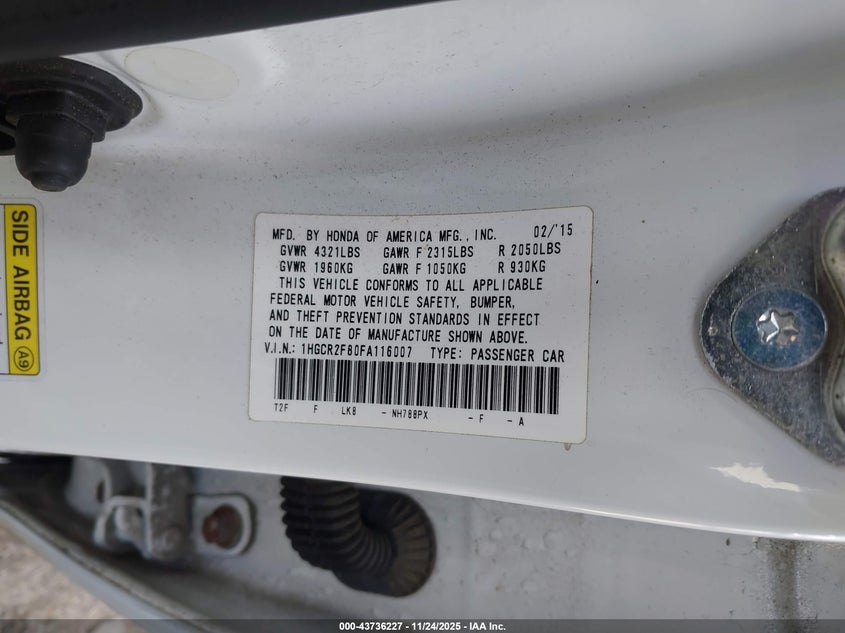 MFD. BY HONDA OF AMERICA MFG., INC. 02/'15
GVWR 4321LBS GAWR F 2315LBS R 2050LBS
GVWR 1960KG GAWR F 1050KG R 930KG
THIS VEHICLE CONFORMS TO ALL APPLICABLE
FEDERAL MOTOR VEHICLE SAFETY, BUMPER,
AND THEFT PREVENTION STANDARDS IN EFFECT
ON THE DATE OF MANUFACTURE SHOWN ABOVE.
V.I.N.: 1HGCR2F80FA116007 TYPE: PASSENGER CAR
T2F F LK8 - NH788PX - F - A
SIDE AIRBAG A9
000-43736227 - 11/24/2025 - IAA Inc.